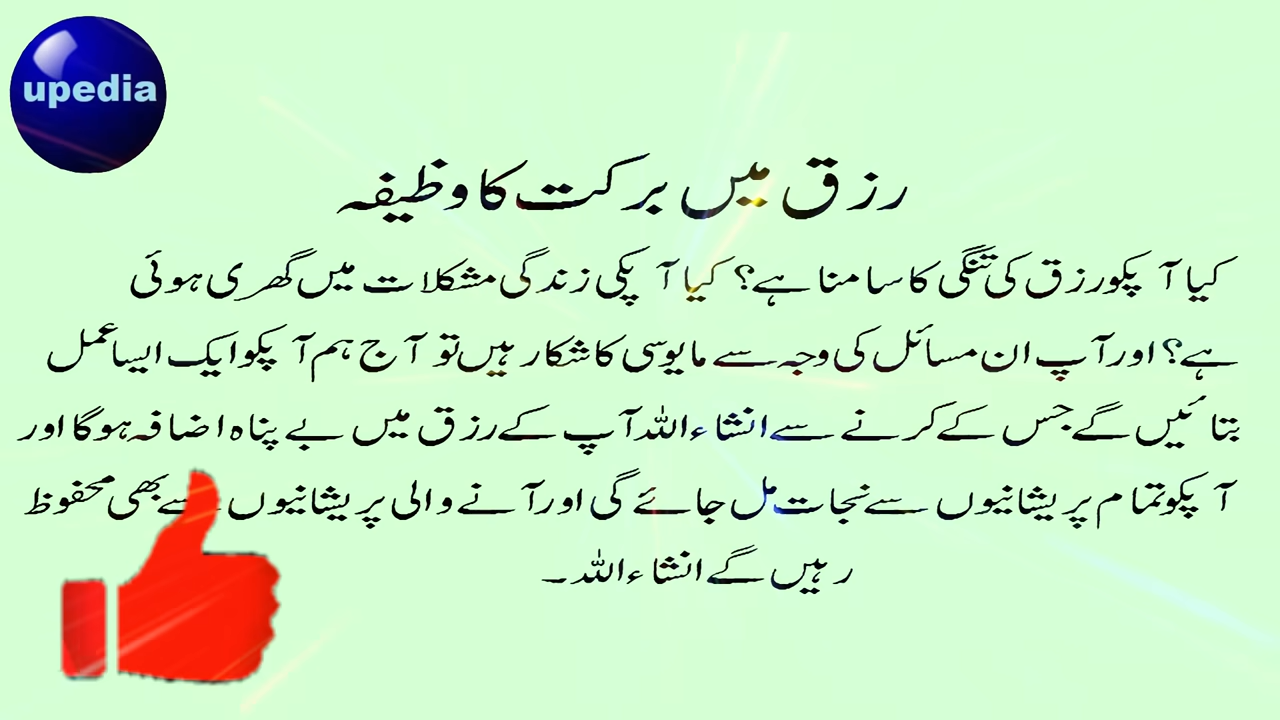 upedia
رزق میں برکت کا وظیفہ
کیا آپکو رزق کی تنگی کا سامنا ہے؟ کیا آپکی زندگی مشکلات میں گھری ہوئی
ہے؟ اور آپ ان مسائل کی وجہ سے مایوسی کا شکار ہیں تو آج ہم آپکو ایک ایسا عمل
بتائیں گے جس کے کرنے سے انشاءاللہ آپ کے رزق میں بے پناہ اضافہ ہوگا اور
آپکو تمام پریشانیوں سے نجات مل جائے گی اور آنے والی پریشانیوں سے بھی محفوظ
رہیں گے انشاءاللہ۔